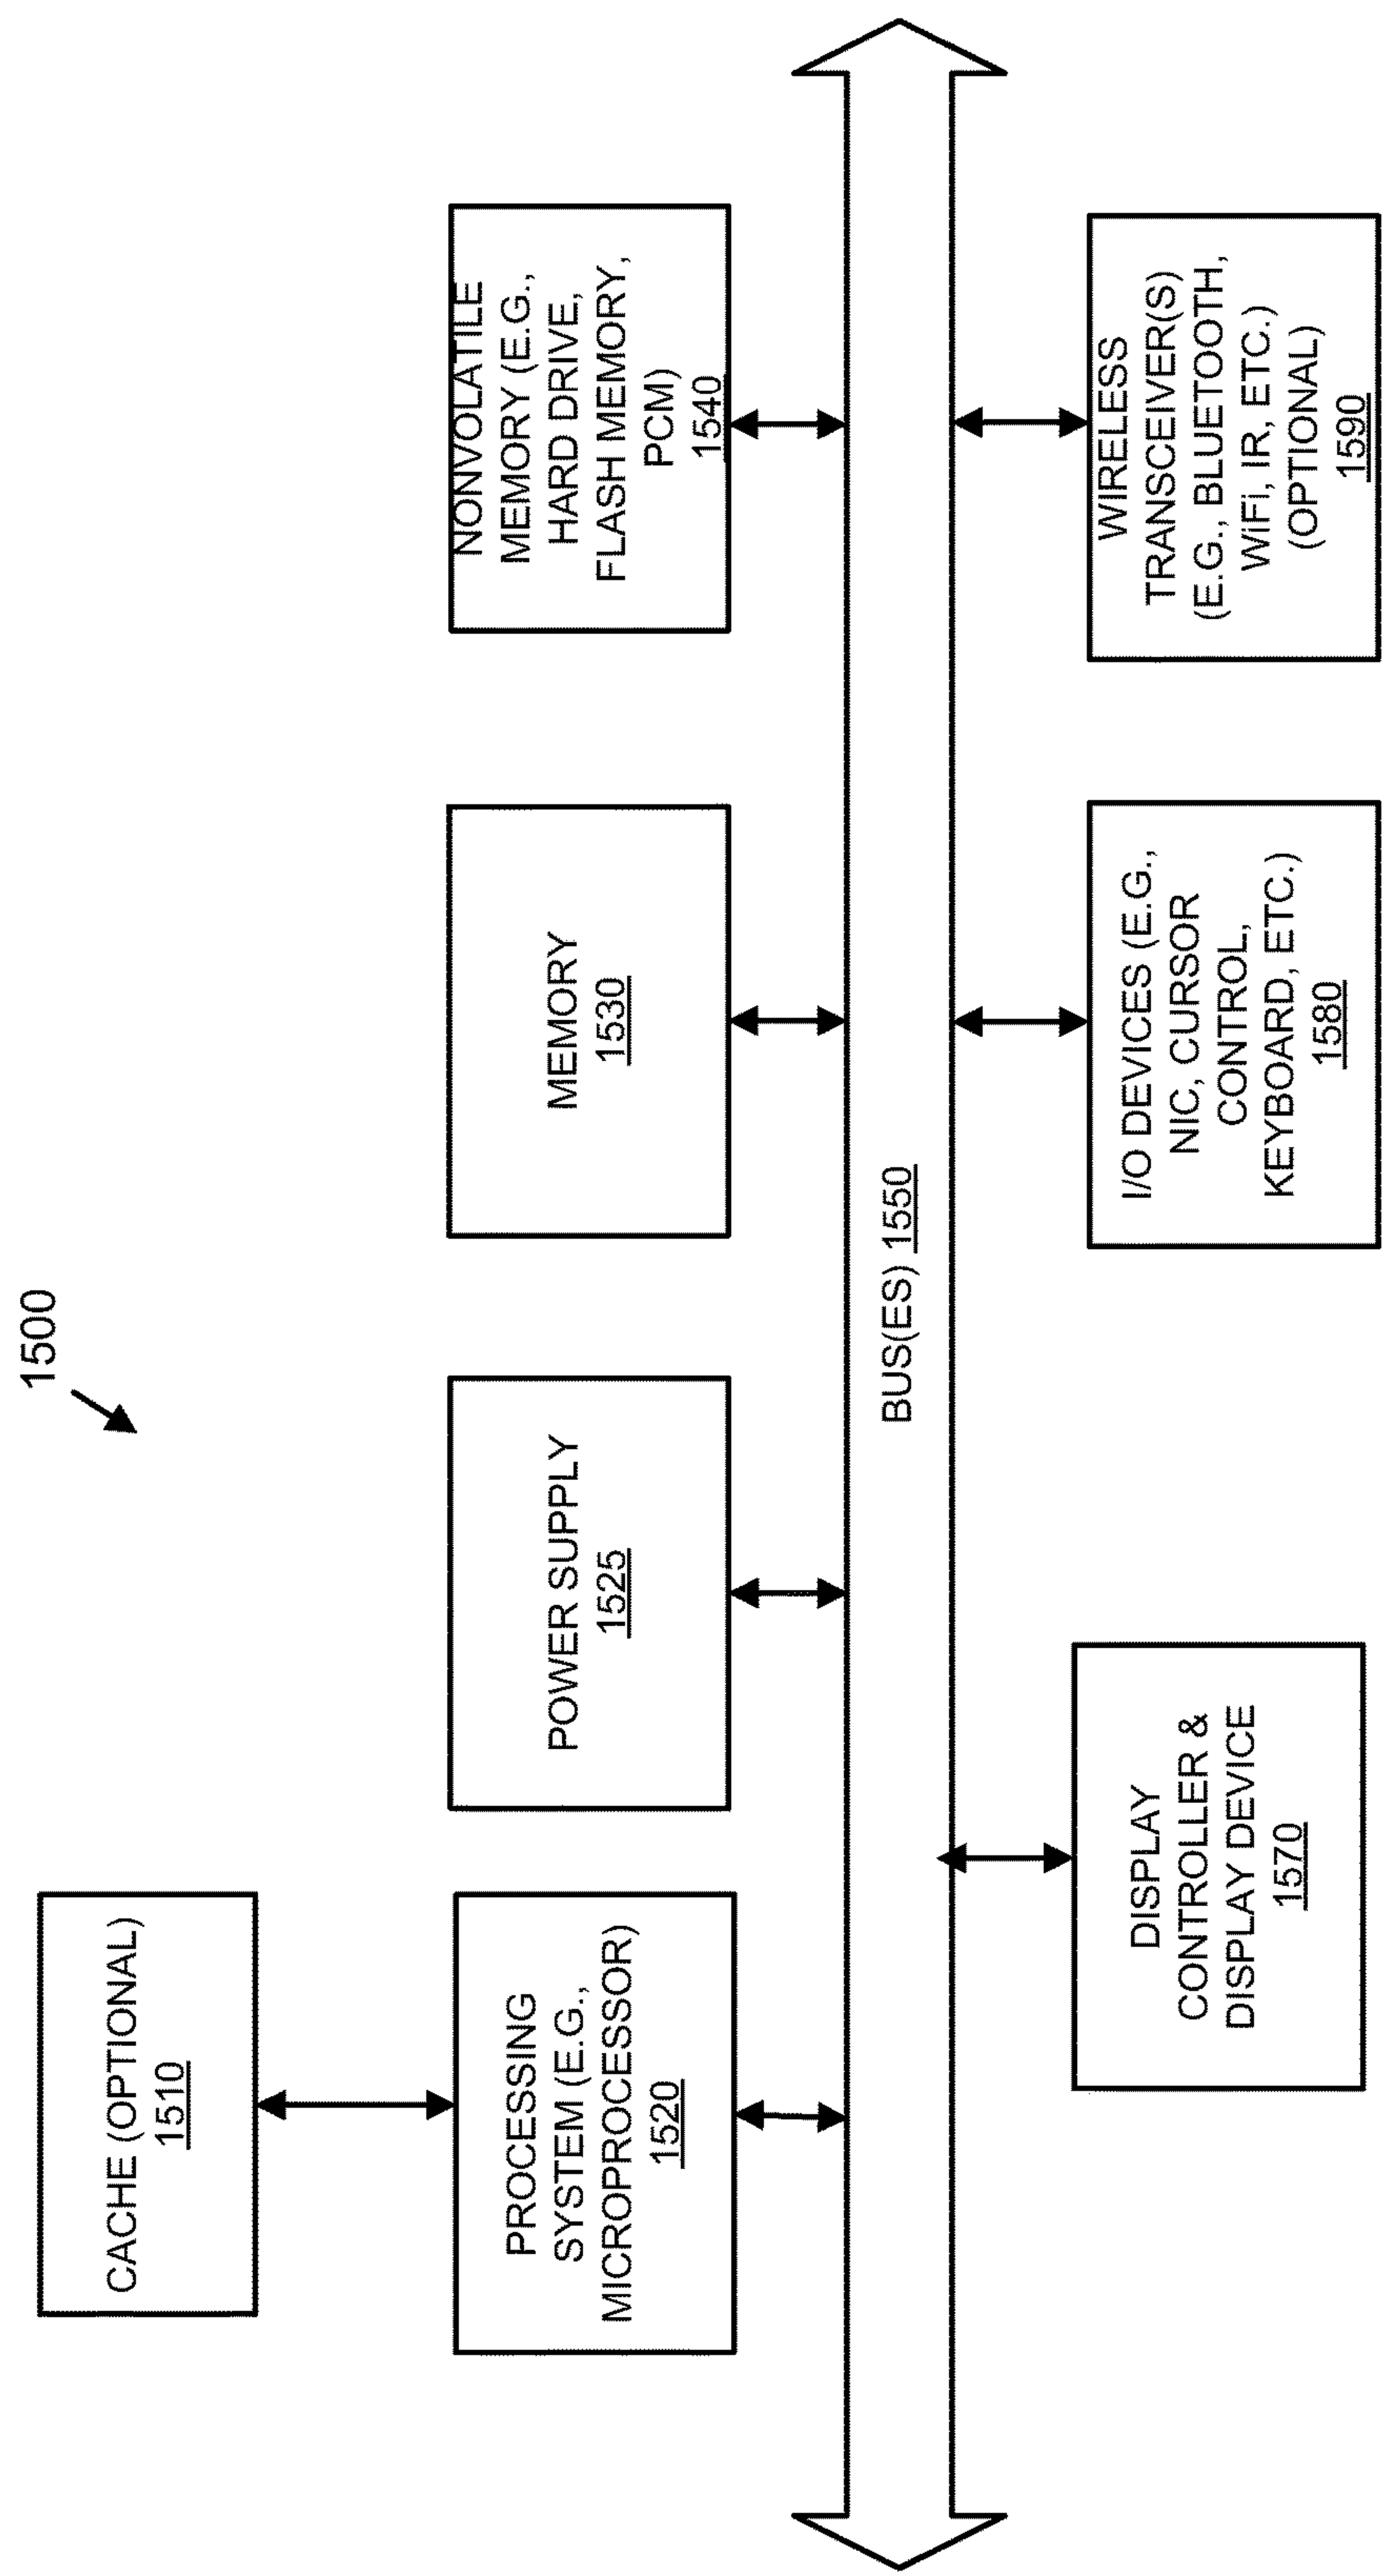 1500
CACHE (OPTIONAL)
1510
PROCESSING
SYSTEM (E.G.,
MICROPROCESSOR)
1520
POWER SUPPLY
1525
MEMORY
1530
NONVOLATILE
MEMORY (E.G.,
HARD DRIVE,
FLASH MEMORY,
PCM)
1540
BUS(ES) 1550
DISPLAY
CONTROLLER &
DISPLAY DEVICE
1570
I/O DEVICES (E.G.,
NIC, CURSOR
CONTROL,
KEYBOARD, ETC.)
1580
WIRELESS
TRANSCEIVER(S)
(E.G., BLUETOOTH,
WiFi, IR, ETC.)
(OPTIONAL)
1590